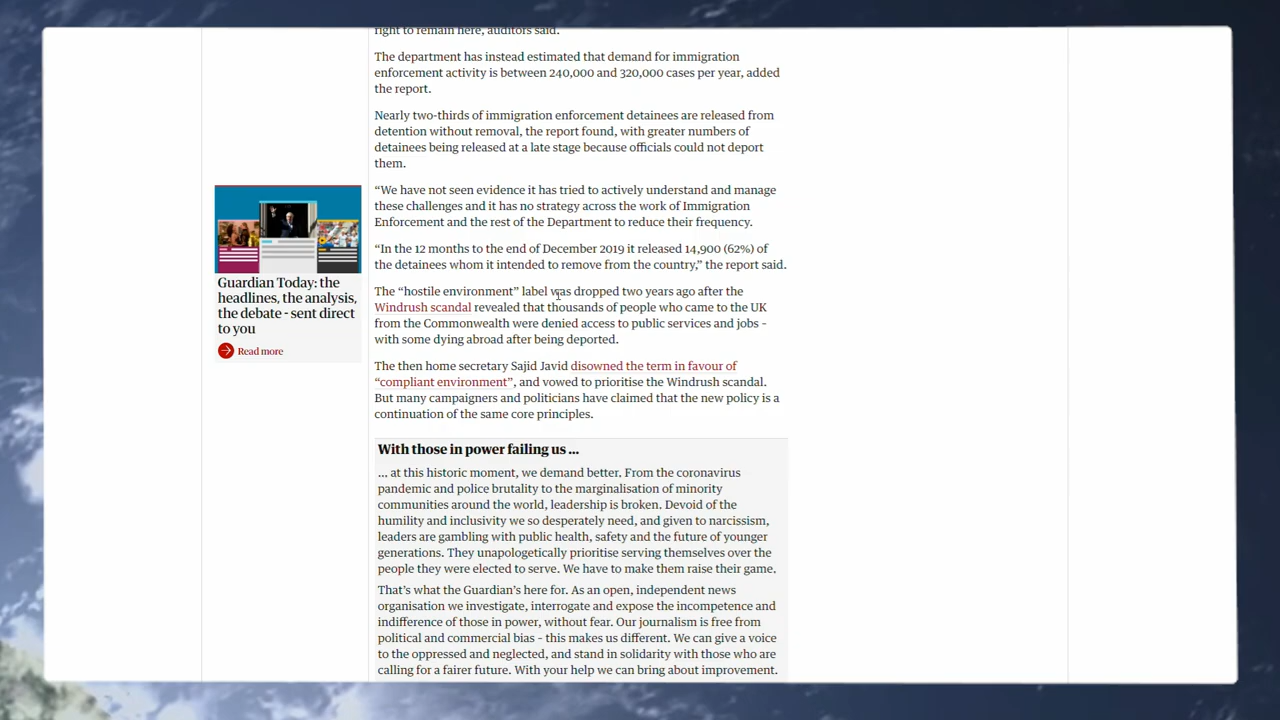 right to remain here, auditors said.
The department has instead estimated that demand for immigration
enforcement activity is between 240,000 and 320,000 cases per year, added
the report.
Nearly two-thirds of immigration enforcement detainees are released from
detention without removal, the report found, with greater numbers of
detainees being released at a late stage because officials could not deport
them.
“We have not seen evidence it has tried to actively understand and manage
these challenges and it has no strategy across the work of Immigration
Enforcement and the rest of the Department to reduce their frequency.
“In the 12 months to the end of December 2019 it released 14,900 (62%) of
the detainees whom it intended to remove from the country,” the report said.
The “hostile environment” label was dropped two years ago after the
Windrush scandal revealed that thousands of people who came to the UK
from the Commonwealth were denied access to public services and jobs –
with some dying abroad after being deported.
The then home secretary Sajid Javid disowned the term in favour of
“compliant environment”, and vowed to prioritise the Windrush scandal.
But many campaigners and politicians have claimed that the new policy is a
continuation of the same core principles.
Guardian Today: the
headlines, the analysis,
the debate - sent direct
to you
Read more
With those in power failing us ...
... at this historic moment, we demand better. From the coronavirus
pandemic and police brutality to the marginalisation of minority
communities around the world, leadership is broken. Devoid of the
humility and inclusivity we so desperately need, and given to narcissism,
leaders are gambling with public health, safety and the future of younger
generations. They unapologetically prioritise serving themselves over the
people they were elected to serve. We have to make them raise their game.
That’s what the Guardian’s here for. As an open, independent news
organisation we investigate, interrogate and expose the incompetence and
indifference of those in power, without fear. Our journalism is free from
political and commercial bias – this makes us different. We can give a voice
to the oppressed and neglected, and stand in solidarity with those who are
calling for a fairer future. With your help we can bring about improvement.